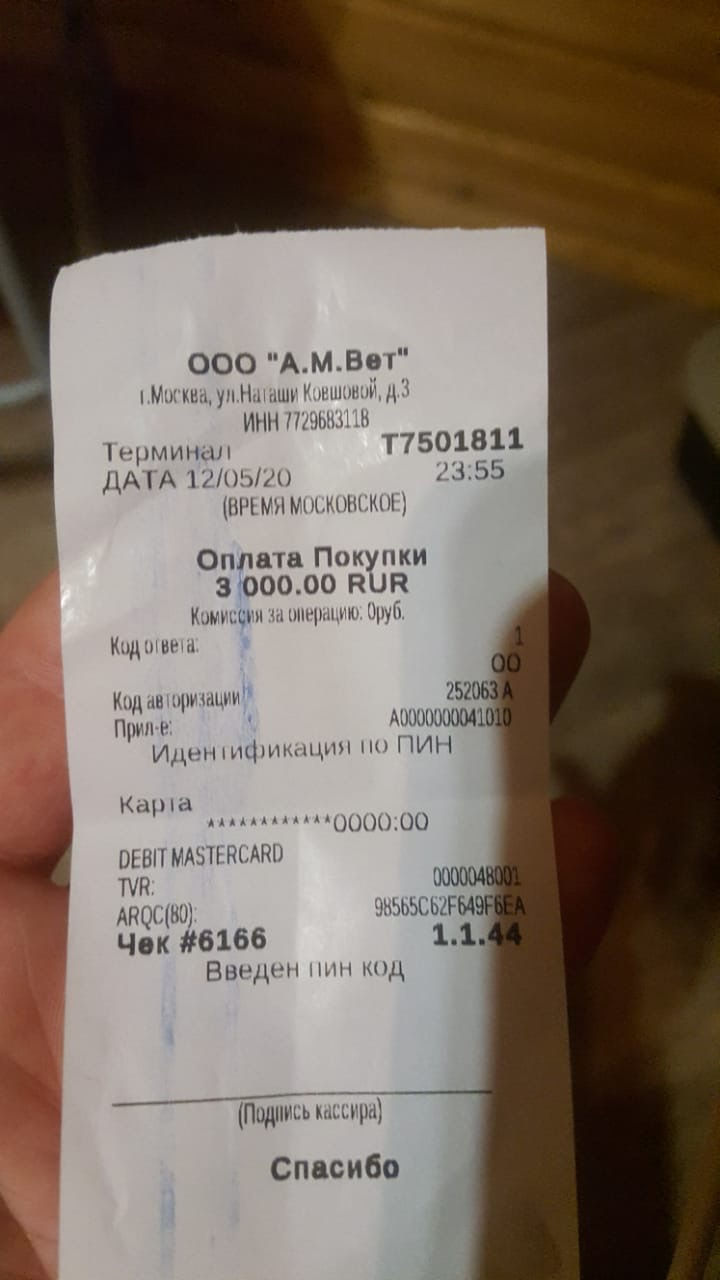 ООО "А.М.Вет"
г.Москва, ул.Наташи Ковшовой, д.3
ИНН 7729683118
Терминал T7501811
ДАТА 12/05/20 23:55
(ВРЕМЯ МОСКОВСКОЕ)
Оплата Покупки
3 000.00 RUR
Комиссия за операцию: 0руб.
Код ответа: 1
00
Код авторизации 252063 A
Прил-е: A0000000041010
Идентификация по ПИН
Карта
************0000:00
DEBIT MASTERCARD
TVR: 0000048001
ARQC(80): 98565C62F649F6EA
Чек #6166 1.1.44
Введен пин код
(Подпись кассира)
Спасибо